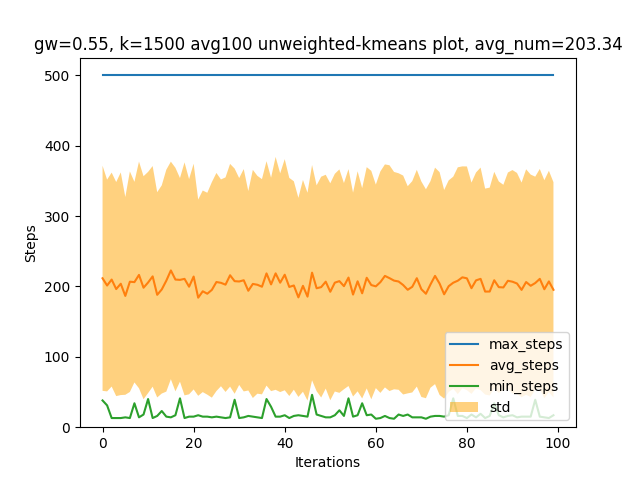 gw=0.55, k=1500 avg100 unweighted-kmeans plot, avg_num=203.34
500
400
300
200
100
0
Steps
max_steps
avg_steps
min_steps
std
0
20
40
60
80
100
Iterations